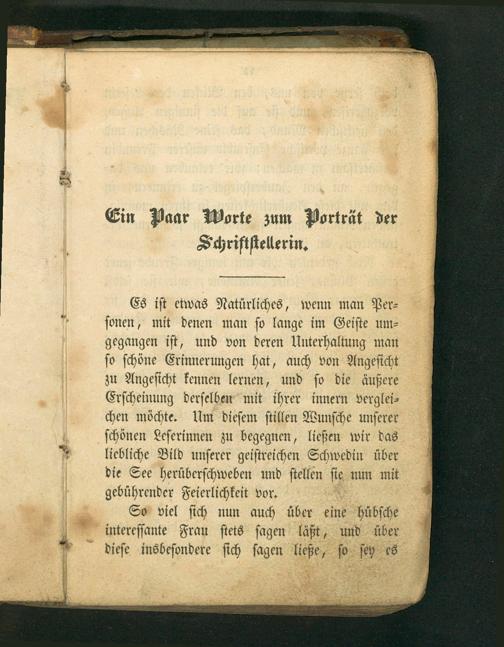 Ein Paar Worte zum Porträt der
Schriftstellerin.
Es ist etwas Natürliches, wenn man Per-
sonen, mit denen man so lange im Geiste um-
gegangen ist, und von deren Unterhaltung man
so schöne Erinnerungen hat, auch von Angesicht
zu Angesicht kennen lernen, und so die äußere
Erscheinung derselben mit ihrer innern verglei-
chen möchte. Um diesem stillen Wunsche unserer
schönen Leserinnen zu begegnen, ließen wir das
liebliche Bild unserer geistreichen Schwedin über
die See herüberschweben und stellen sie nun mit
gebührender Feierlichkeit vor.
So viel sich nun auch über eine hübsche
interessante Frau stets sagen läßt, und über
diese insbesondere sich sagen ließe, so sey es